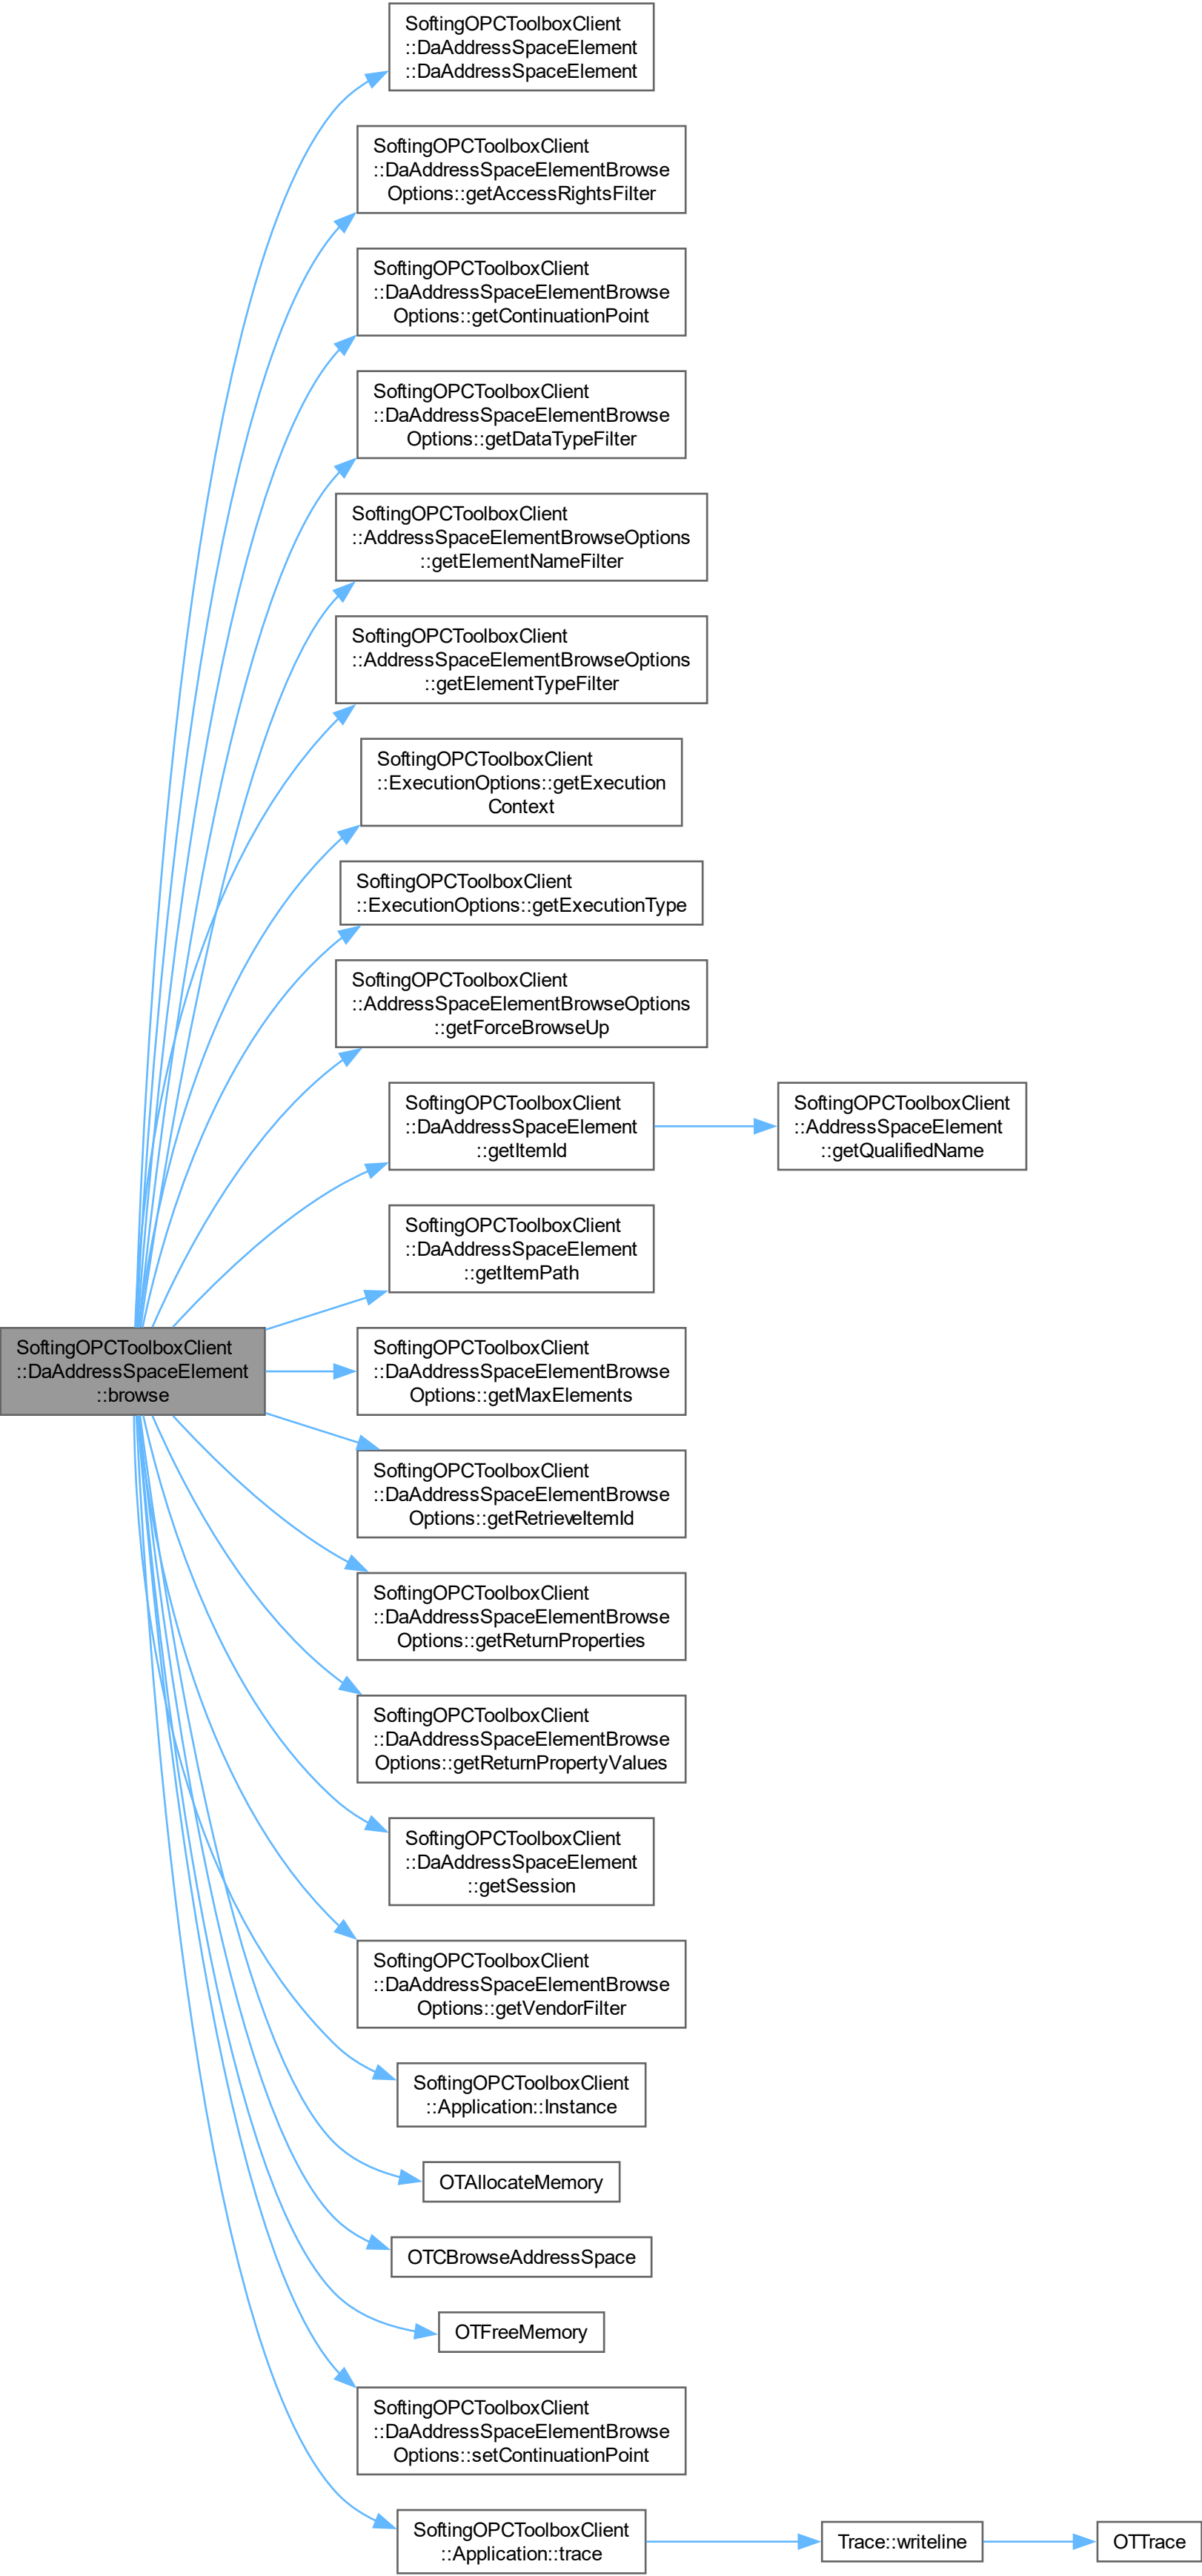 SoftingOPCToolboxClient
::DaAddressSpaceElement
::DaAddressSpaceElement
SoftingOPCToolboxClient
::DaAddressSpaceElementBrowse
Options::getAccessRightsFilter
SoftingOPCToolboxClient
::DaAddressSpaceElementBrowse
Options::getContinuationPoint
SoftingOPCToolboxClient
::DaAddressSpaceElementBrowse
Options::getDataTypeFilter
SoftingOPCToolboxClient
::AddressSpaceElementBrowseOptions
::getElementNameFilter
SoftingOPCToolboxClient
::AddressSpaceElementBrowseOptions
::getElementTypeFilter
SoftingOPCToolboxClient
::ExecutionOptions::getExecution
Context
SoftingOPCToolboxClient
::ExecutionOptions::getExecutionType
SoftingOPCToolboxClient
::AddressSpaceElementBrowseOptions
::getForceBrowseUp
SoftingOPCToolboxClient
::DaAddressSpaceElement
::getItemId
SoftingOPCToolboxClient
::AddressSpaceElement
::getQualifiedName
SoftingOPCToolboxClient
::DaAddressSpaceElement
::getItemPath
SoftingOPCToolboxClient
::DaAddressSpaceElement
::browse
SoftingOPCToolboxClient
::DaAddressSpaceElementBrowse
Options::getMaxElements
SoftingOPCToolboxClient
::DaAddressSpaceElementBrowse
Options::getRetrieveItemId
SoftingOPCToolboxClient
::DaAddressSpaceElementBrowse
Options::getReturnProperties
SoftingOPCToolboxClient
::DaAddressSpaceElementBrowse
Options::getReturnPropertyValues
SoftingOPCToolboxClient
::DaAddressSpaceElement
::getSession
SoftingOPCToolboxClient
::DaAddressSpaceElementBrowse
Options::getVendorFilter
SoftingOPCToolboxClient
::Application::Instance
OTAllocateMemory
OTCBrowseAddressSpace
OTFreeMemory
SoftingOPCToolboxClient
::DaAddressSpaceElementBrowse
Options::setContinuationPoint
SoftingOPCToolboxClient
::Application::trace
Trace::writeline
OTTrace